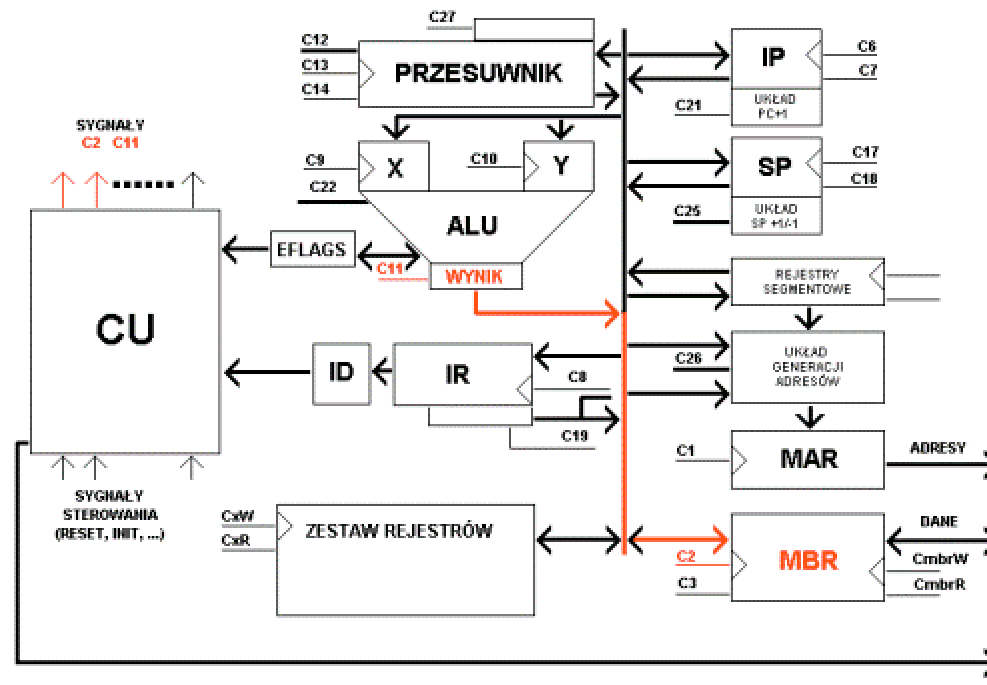 C27
C12
C13
C14
PRZESUWNIK
IP
C6
C7
C21
UKŁAD
PC+1
SYGNAŁY
C2 C11
C9
X
C10
Y
C22
ALU
SP
C17
C18
C25
UKŁAD
SP +1/-1
EFLAGS
C11
WYNIK
REJESTRY
SEGMENTOWE
CU
ID
IR
C8
C19
C26
UKŁAD
GENERACJI
ADRESÓW
C1
MAR
ADRESY
SYGNAŁY
STEROWANIA
(RESET, INIT, ...)
CxW
CxR
ZESTAW REJESTRÓW
C2
C3
MBR
DANE
CmbrW
CmbrR